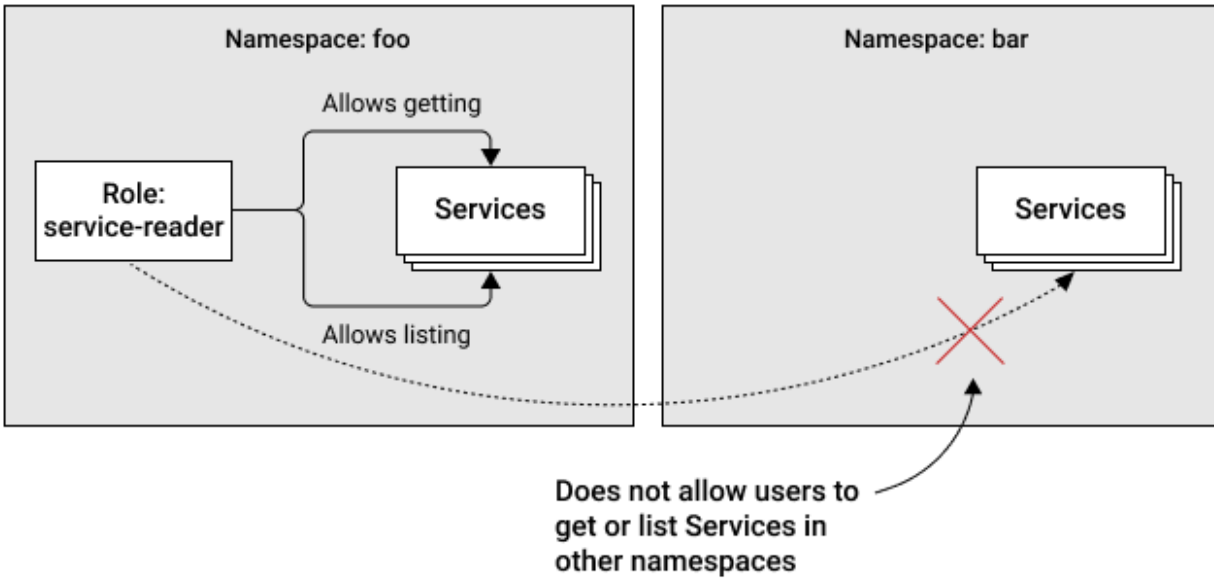 Namespace: foo
Namespace: bar
Allows getting
Role:
service-reader
Services
Services
Allows listing
Does not allow users to
get or list Services in
other namespaces